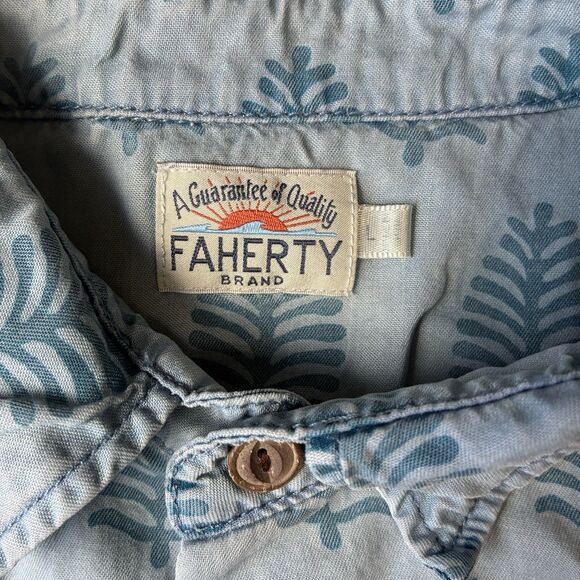 A Guarantee of Quality
FAHERTY
BRAND
L